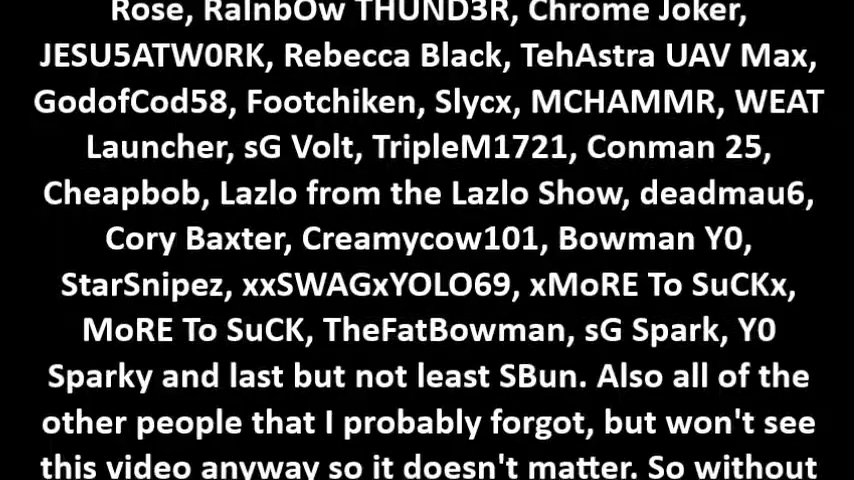 Rose, RaInbOw THUND3R, Chrome Joker,
JESU5ATW0RK, Rebecca Black, TehAstra UAV Max,
GodofCod58, Footchiken, Slycx, MCHAMMR, WEAT
Launcher, sG Volt, TripleM1721, Conman 25,
Cheapbob, Lazlo from the Lazlo Show, deadmau6,
Cory Baxter, Creamycow101, Bowman Y0,
StarSnipez, xxSWAGxYOLO69, xMoRE To SuCKx,
MoRE To SuCK, TheFatBowman, sG Spark, Y0
Sparky and last but not least SBun. Also all of the
other people that I probably forgot, but won't see
this video anyway so it doesn't matter. So without